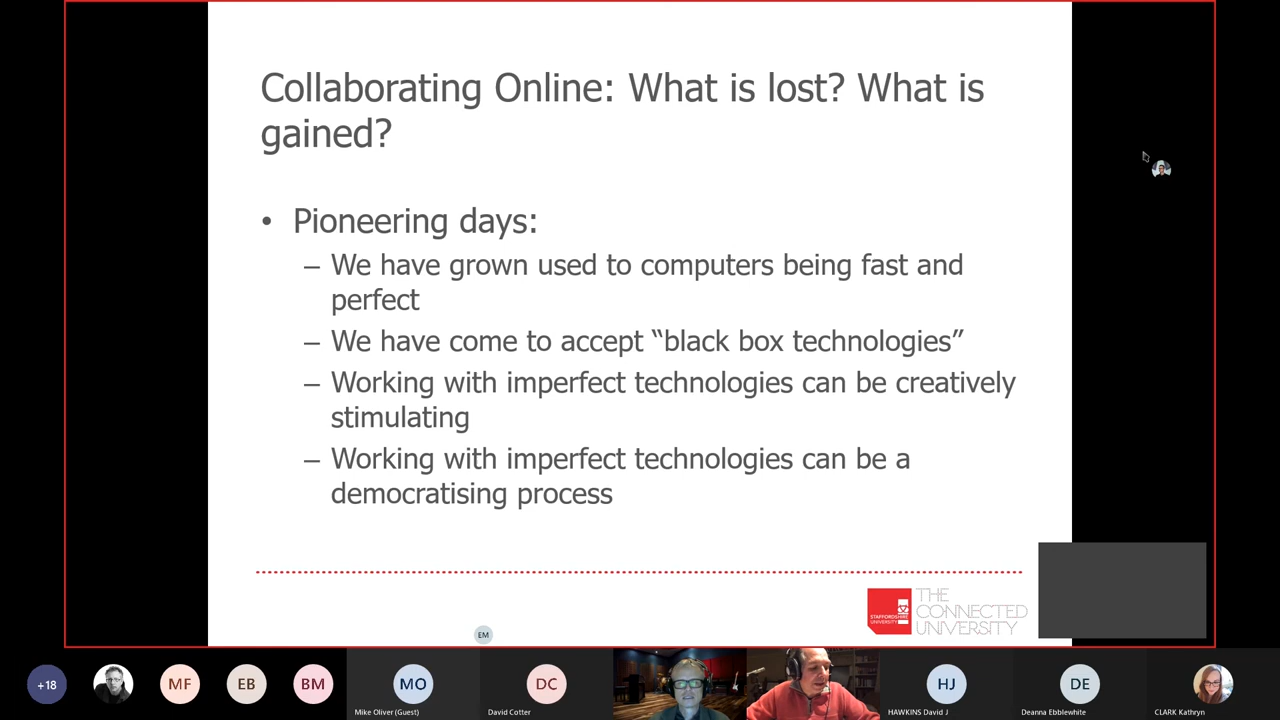 Collaborating Online: What is lost? What is
gained?
• Pioneering days:
– We have grown used to computers being fast and
perfect
– We have come to accept “black box technologies”
– Working with imperfect technologies can be creatively
stimulating
– Working with imperfect technologies can be a
democratising process
STAFFORDSHIRE
UNIVERSITY
THE
CONNECTED
UNIVERSITY
EM
+18
MF
EB
BM
MO
DC
HJ
DE
Mike Oliver (Guest)
David Cotter
HAWKINS David J
Deanna Ebblewhite
CLARK Kathryn